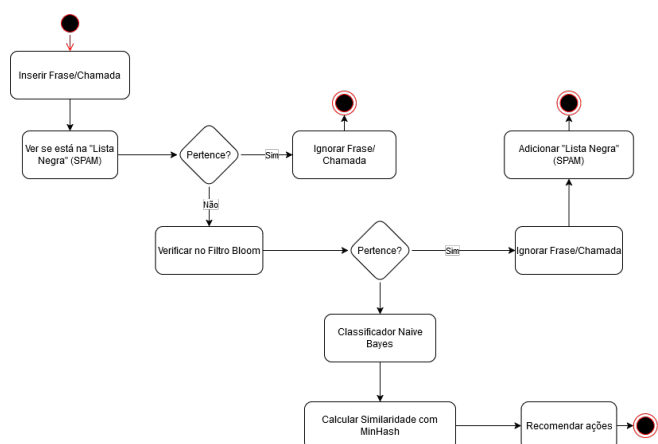 Inserir Frase/Chamada
Ver se está na "Lista
Negra" (SPAM)
Pertence?
Sim
Ignorar Frase/
Chamada
Adicionar "Lista Negra"
(SPAM)
Não
Verificar no Filtro Bloom
Pertence?
Sim
Ignorar Frase/Chamada
Classificador Naive
Bayes
Calcular Similaridade com
MinHash
Recomendar ações